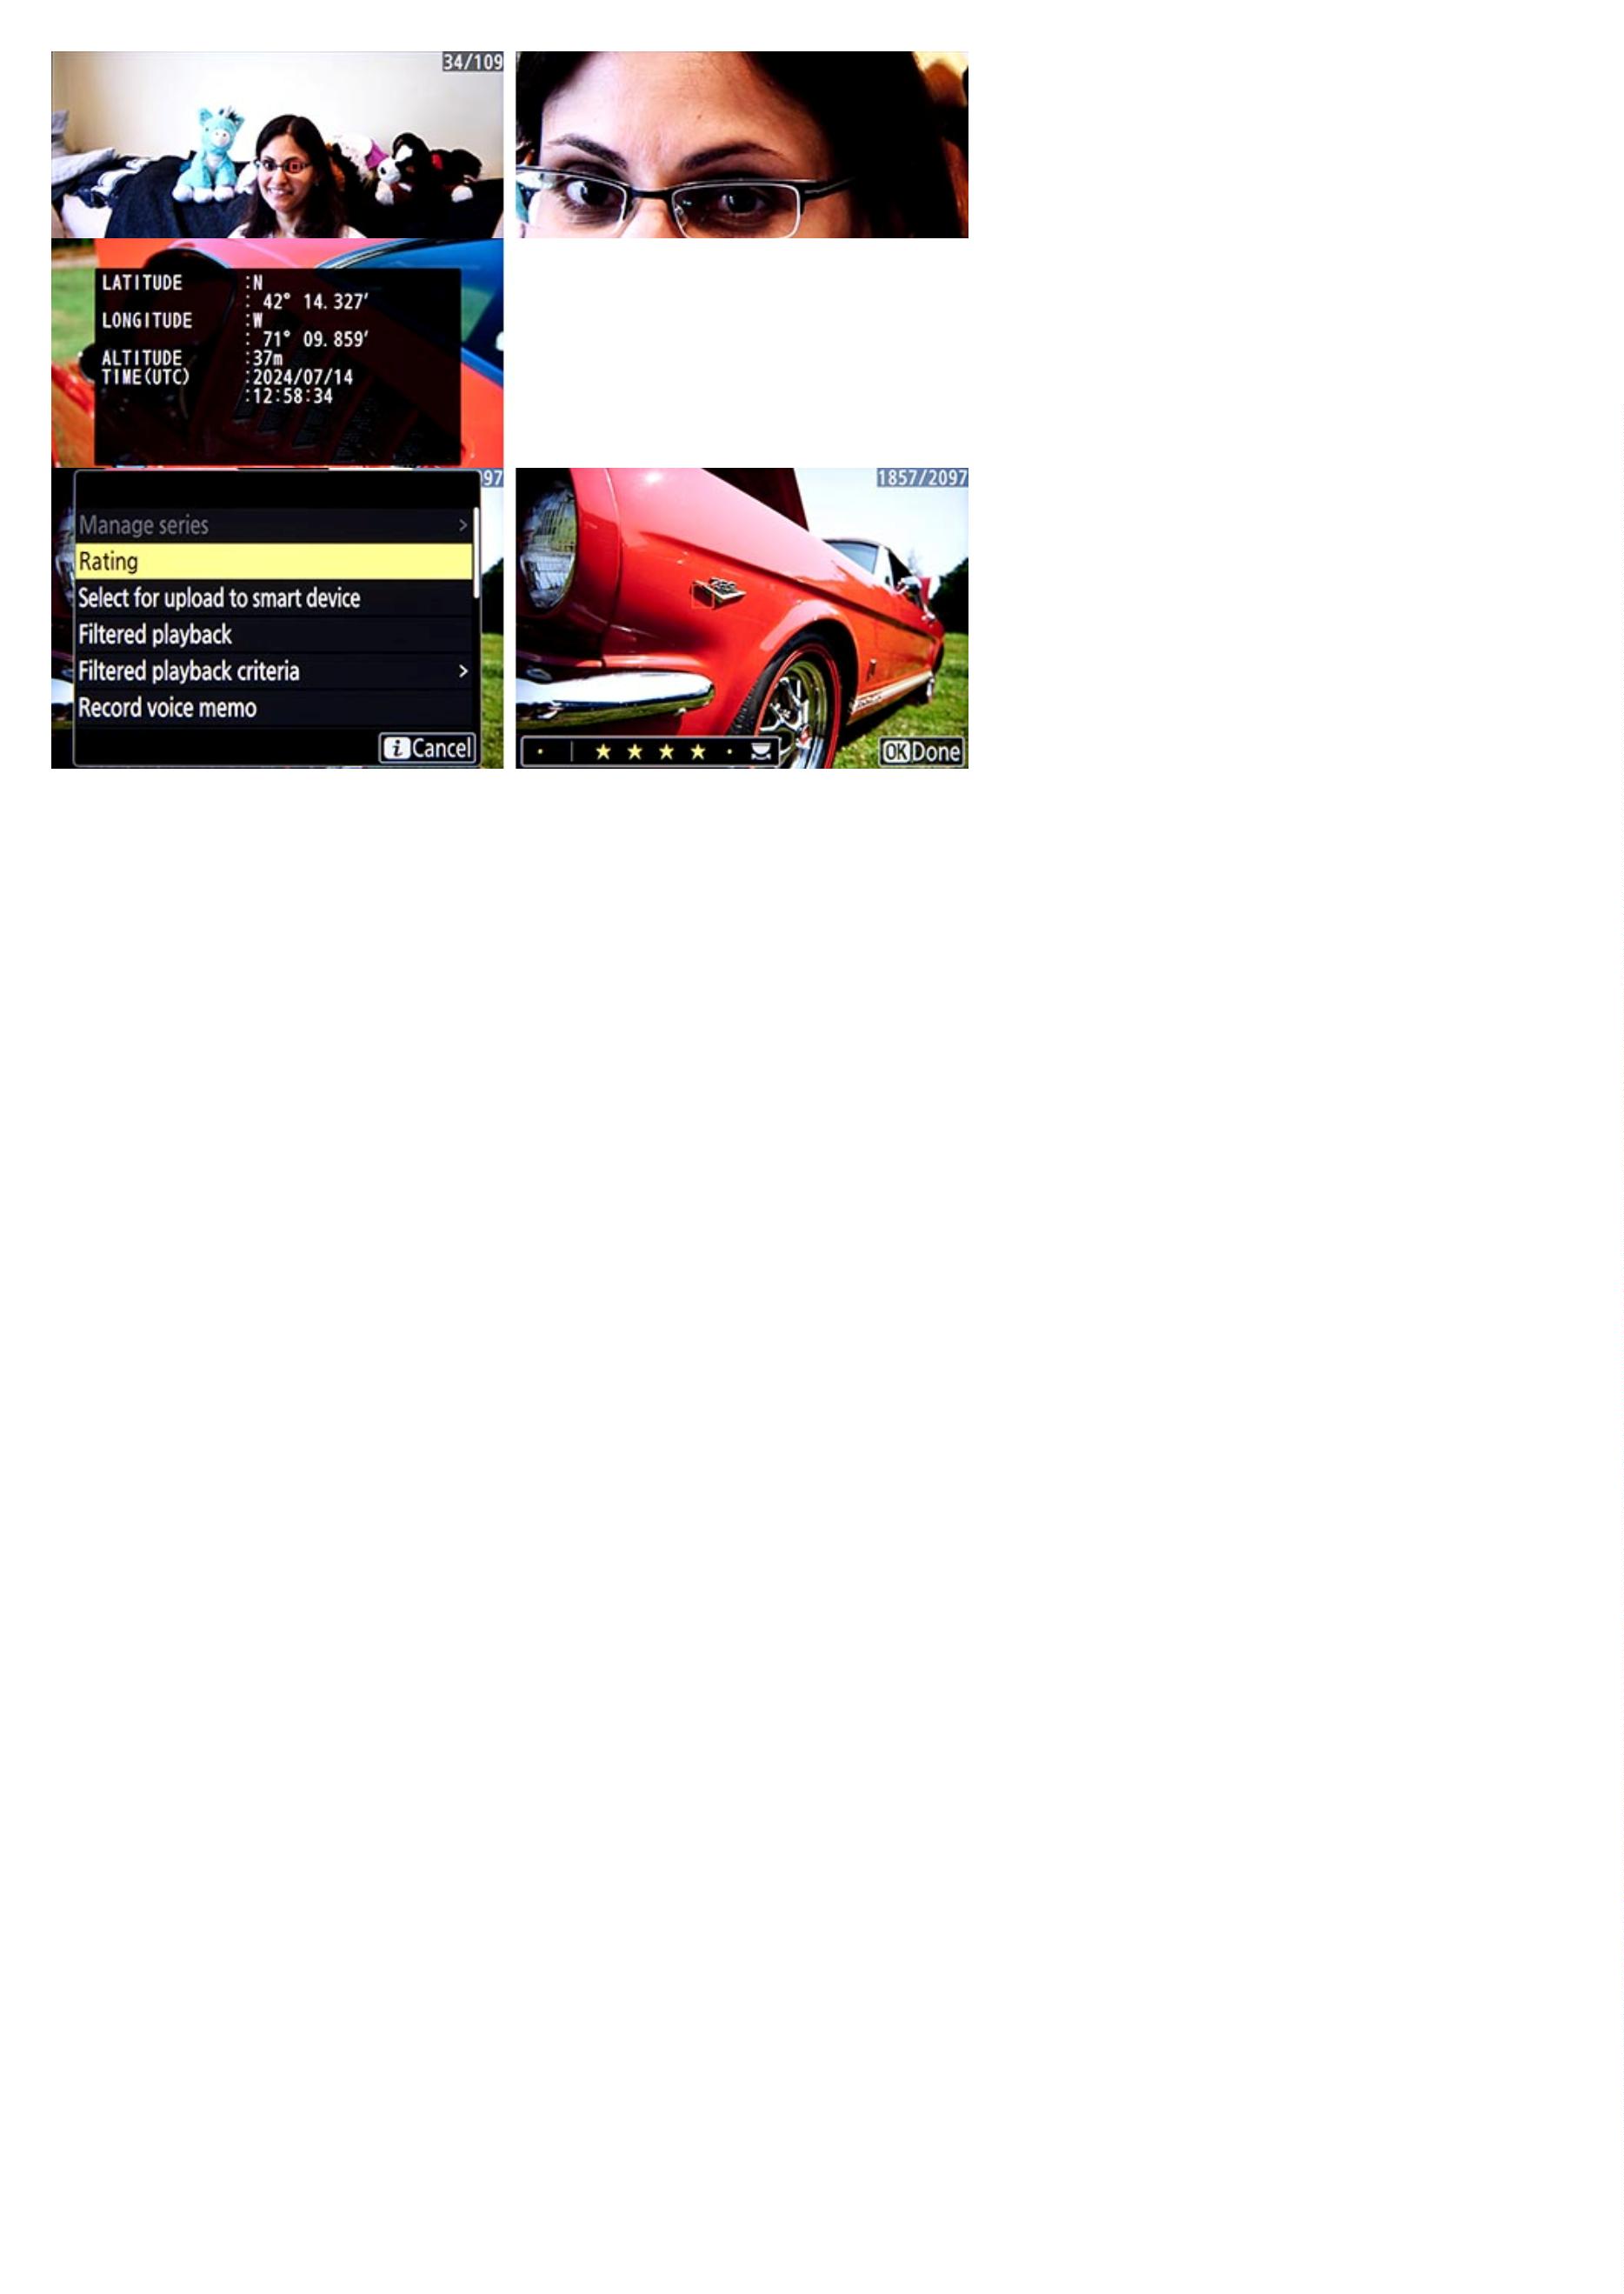 34/109
LATITUDE :N
: 42° 14.327'
LONGITUDE :W
: 71° 09.859'
ALTITUDE :37m
TIME(UTC) :2024/07/14
:12:58:34
97
Manage series >
Rating
Select for upload to smart device
Filtered playback
Filtered playback criteria >
Record voice memo
i Cancel
1857/2097
OK Done